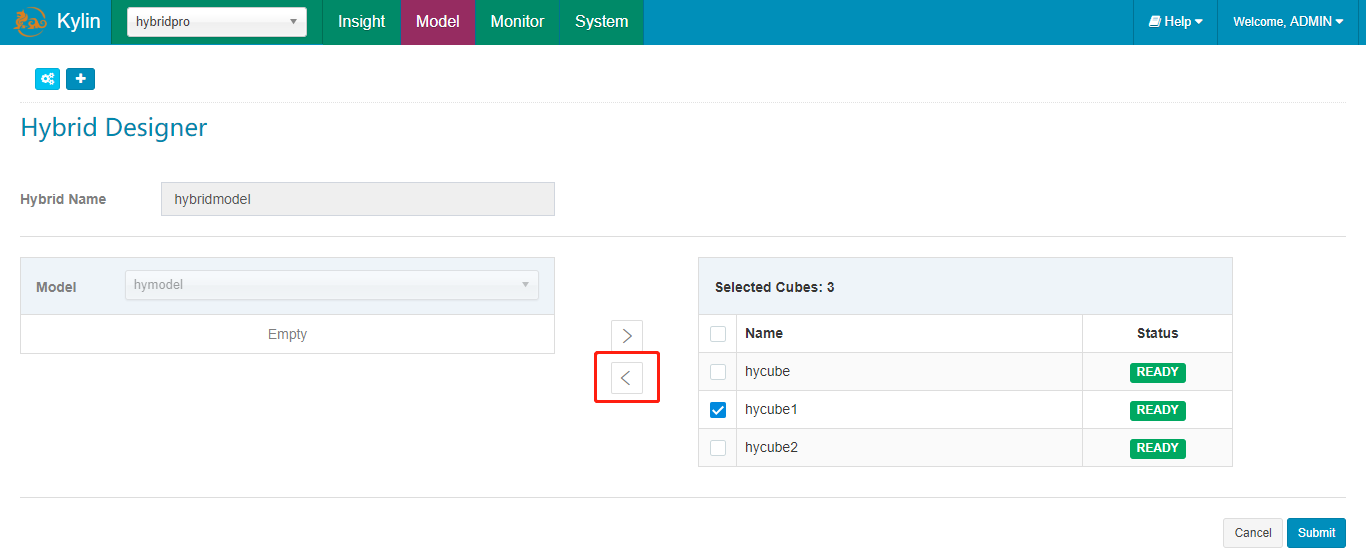 Kylin hybridpro Insight Model Monitor System Help Welcome, ADMIN
Hybrid Designer
Hybrid Name hybridmodel
Model hymodel Selected Cubes: 3
Empty Name Status
hycube READY
hycube1 READY
hycube2 READY
Cancel Submit